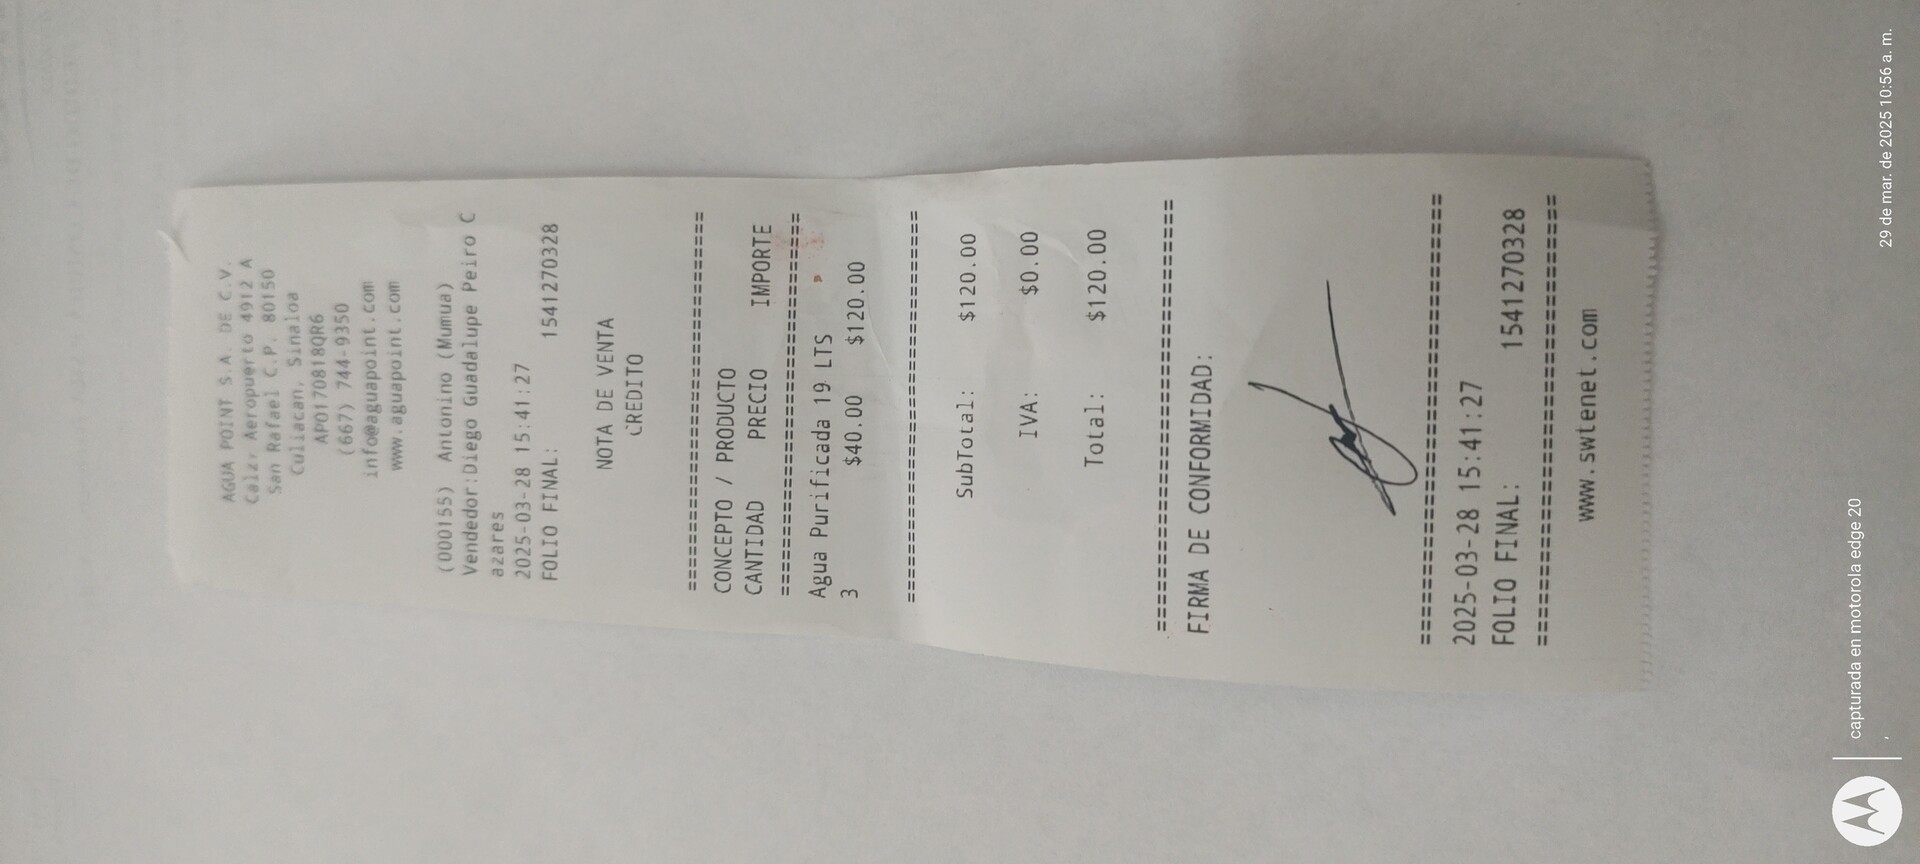 AGUA POINT S.A. DE C.V.
Calz. Aeropuerto 4912 A
San Rafael C.P. 80150
Culiacan, Sinaloa
APO170818QR6
(667) 744-9350
info@aguapoint.com
www.aguapoint.com
(000155) Antonino (Mumua)
Vendedor:Diego Guadalupe Peiro C
azares
2025-03-28 15:41:27
FOLIO FINAL: 1541270328
NOTA DE VENTA
CREDITO
================================
CONCEPTO / PRODUCTO
CANTIDAD PRECIO IMPORTE
================================
Agua Purificada 19 LTS
3 $40.00 $120.00
================================
SubTotal: $120.00
IVA: $0.00
Total: $120.00
================================
FIRMA DE CONFORMIDAD:
================================
2025-03-28 15:41:27
FOLIO FINAL: 1541270328
================================
www.swtenet.com
capturada en motorola edge 20
29 de mar. de 2025 10:56 a. m.